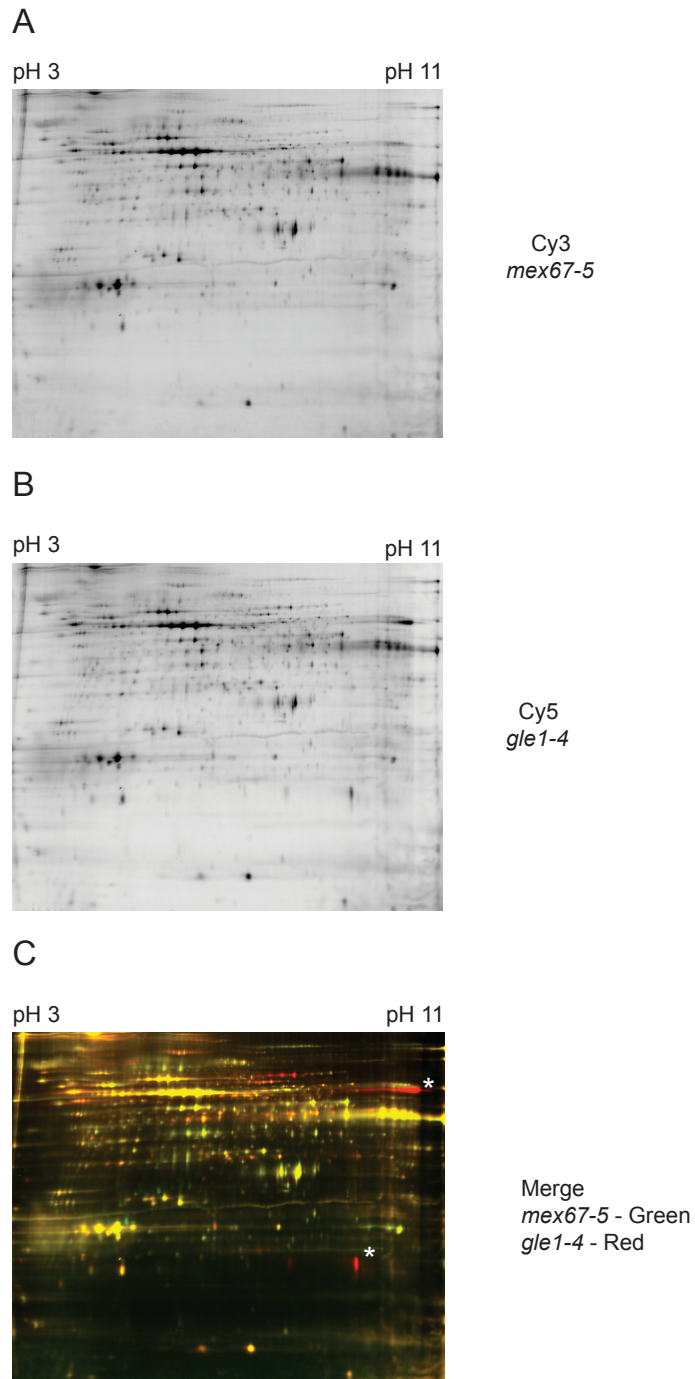 A
pH 3 pH 11
Cy3
mex67-5
B
pH 3 pH 11
Cy5
gle1-4
C
pH 3 pH 11
*
*
Merge
mex67-5 - Green
gle1-4 - Red